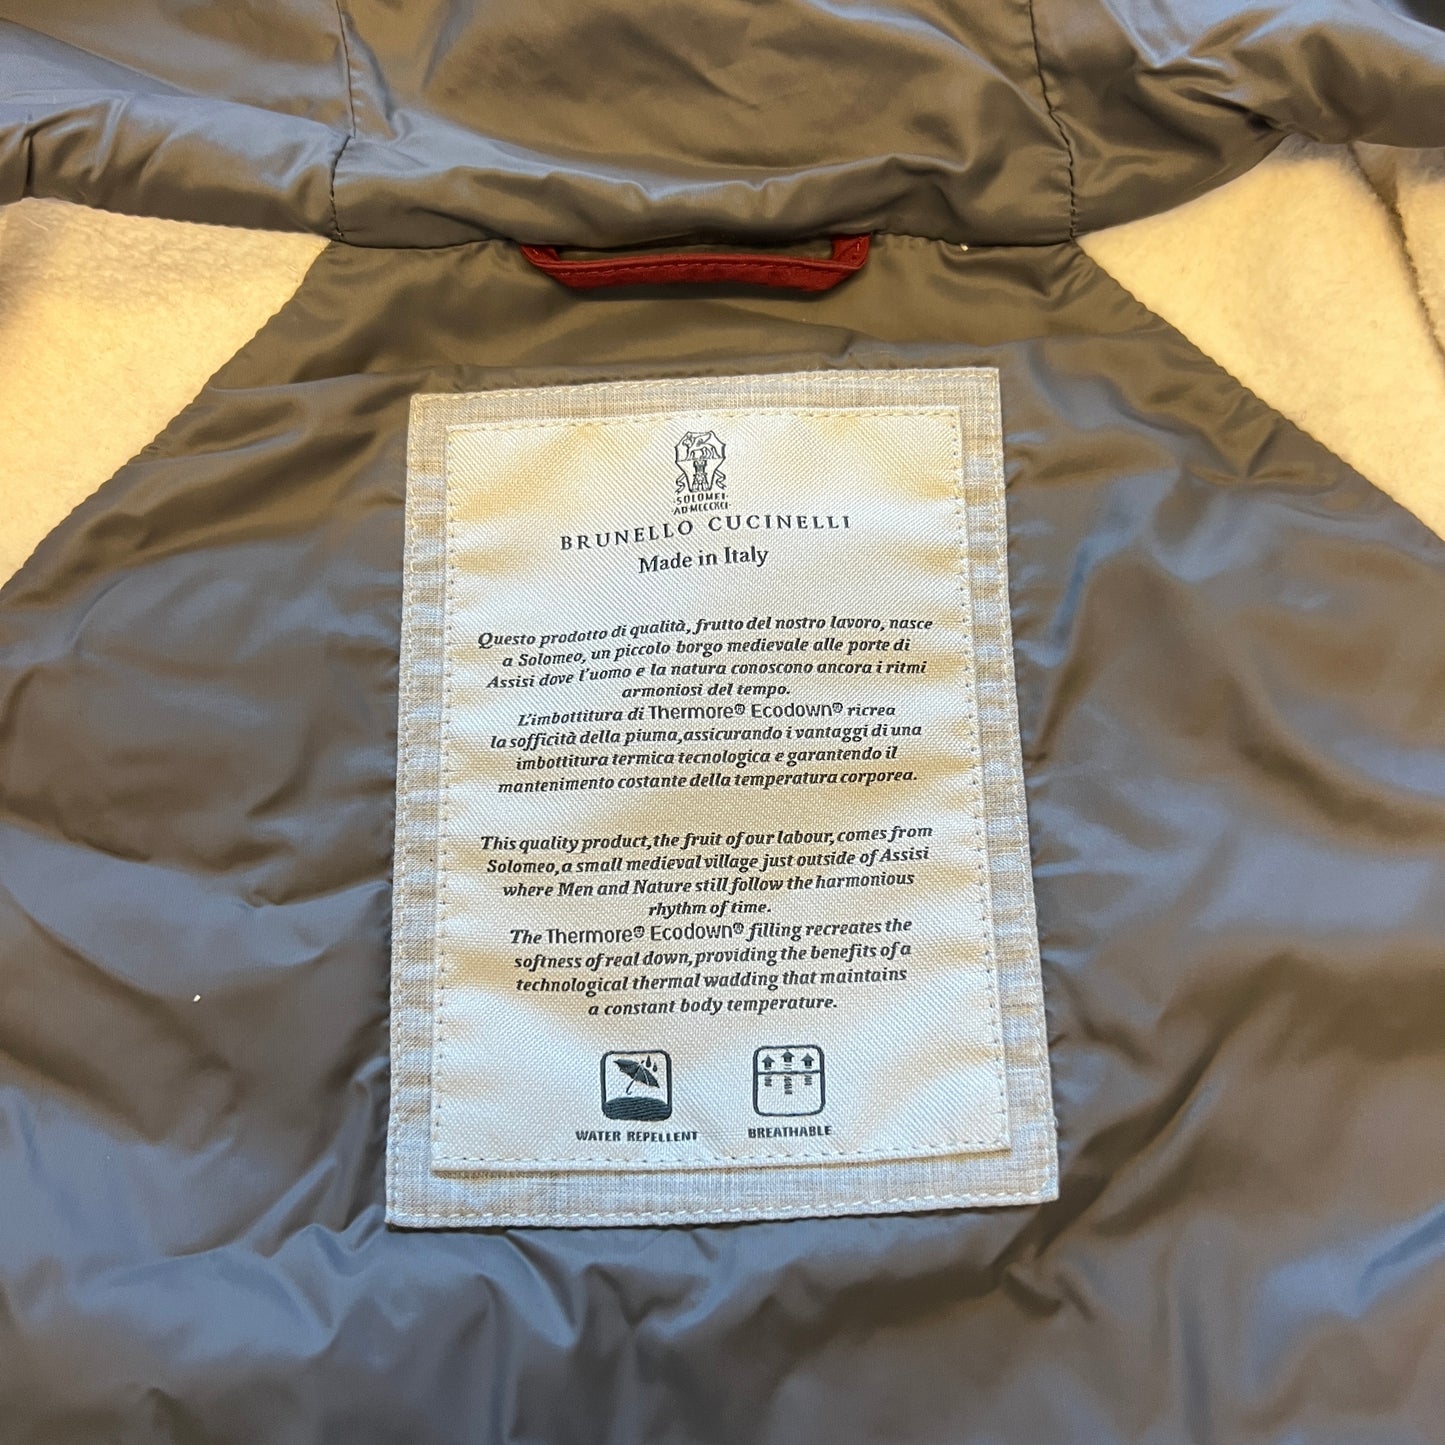 ·SOLOMEI·
AD·MCCCXCI·
BRUNELLO CUCINELLI
Made in Italy
Questo prodotto di qualità, frutto del nostro lavoro, nasce
a Solomeo, un piccolo borgo medievale alle porte di
Assisi dove l'uomo e la natura conoscono ancora i ritmi
armoniosi del tempo.
L'imbottitura di Thermore® Ecodown® ricrea
la sofficità della piuma,assicurando i vantaggi di una
imbottitura termica tecnologica e garantendo il
mantenimento costante della temperatura corporea.
This quality product,the fruit of our labour,comes from
Solomeo,a small medieval village just outside of Assisi
where Men and Nature still follow the harmonious
rhythm of time.
The Thermore® Ecodown® filling recreates the
softness of real down,providing the benefits of a
technological thermal wadding that maintains
a constant body temperature.
WATER REPELLENT
BREATHABLE